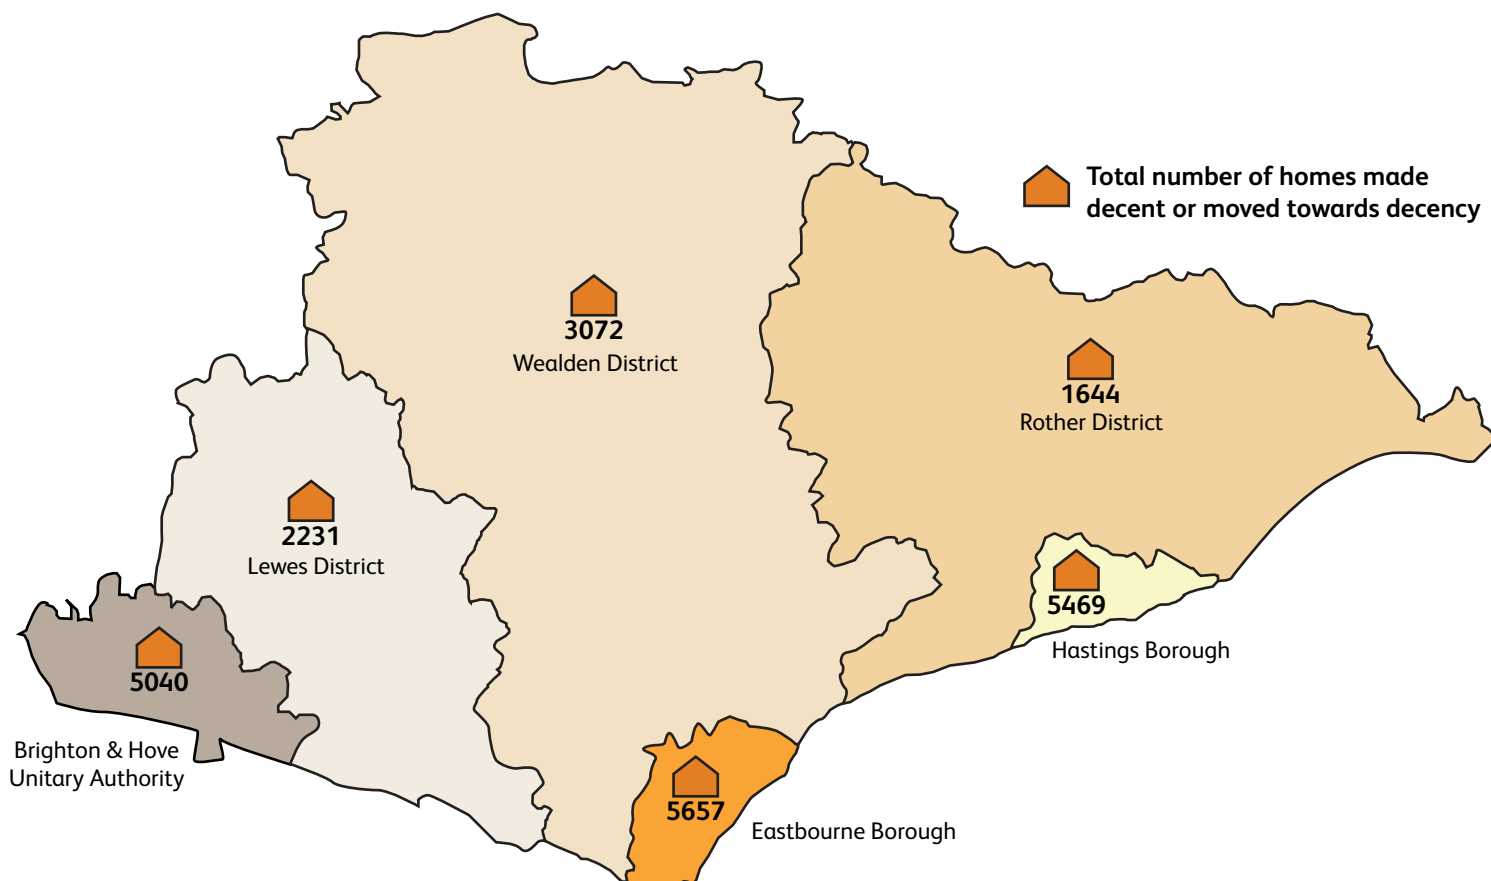 Total number of homes made
decent or moved towards decency
3072
Wealden District
1644
Rother District
2231
Lewes District
5469
Hastings Borough
5040
Brighton & Hove
Unitary Authority
5657
Eastbourne Borough